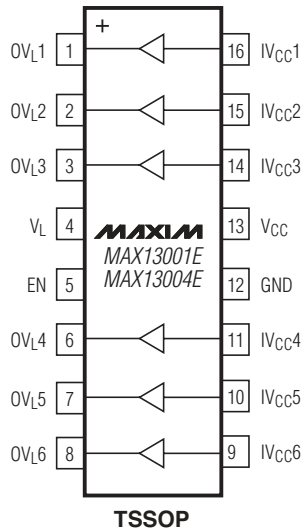 +
OVL1 1 16 IVCC1
OVL2 2 15 IVCC2
OVL3 3 14 IVCC3
VL 4 MAXIM 13 VCC
MAX13001E
MAX13004E
EN 5 12 GND
OVL4 6 11 IVCC4
OVL5 7 10 IVCC5
OVL6 8 9 IVCC6
TSSOP